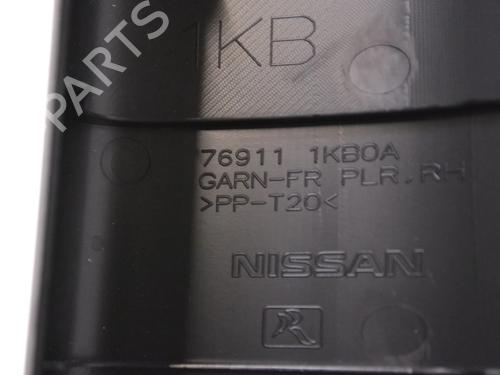 1KB
PARTS
76911 1KB0A
GARN-FR PLR.RH
>PP-T20<
NISSAN
R